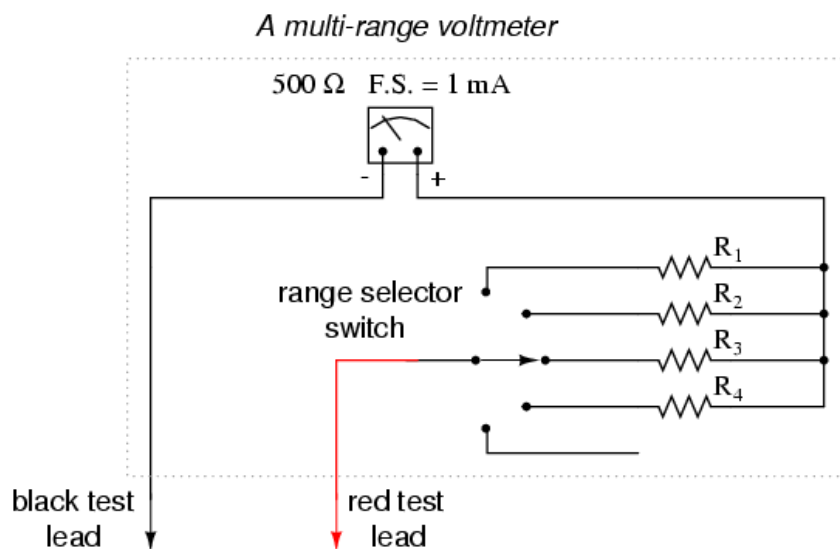 A multi-range voltmeter
500 Ω F.S. = 1 mA
- +
R1
range selector
switch
R2
R3
R4
black test
lead
red test
lead